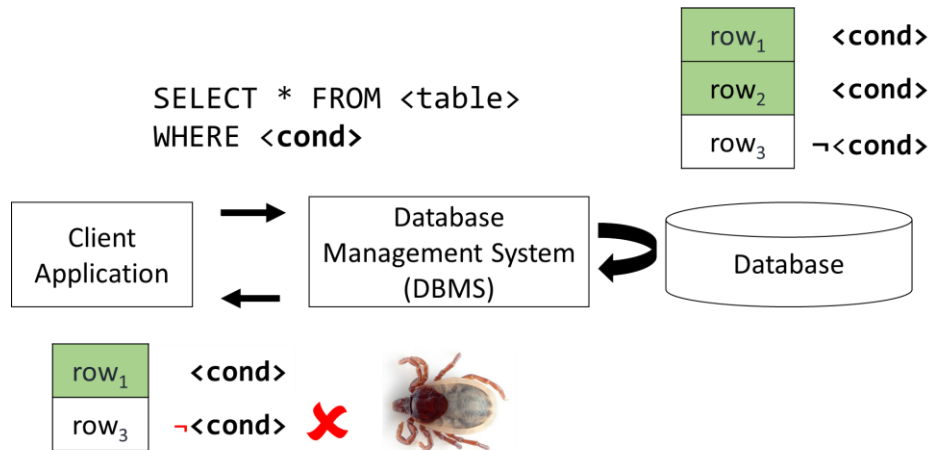 row₁ <cond>
SELECT * FROM <table>
row₂ <cond>
WHERE <cond>
row₃ ¬<cond>
Client
Application
Database
Management System
(DBMS)
Database
row₁ <cond>
row₃ ¬<cond> ✘